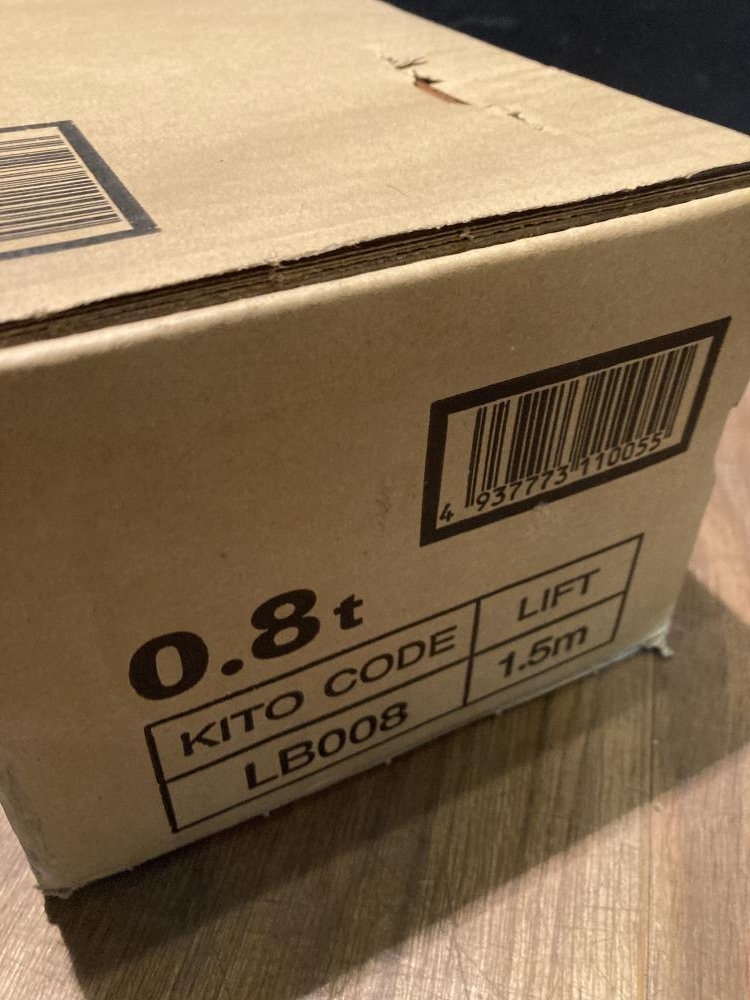 4 937773 110055
0.8t
KITO CODE LIFT
LB008 1.5m